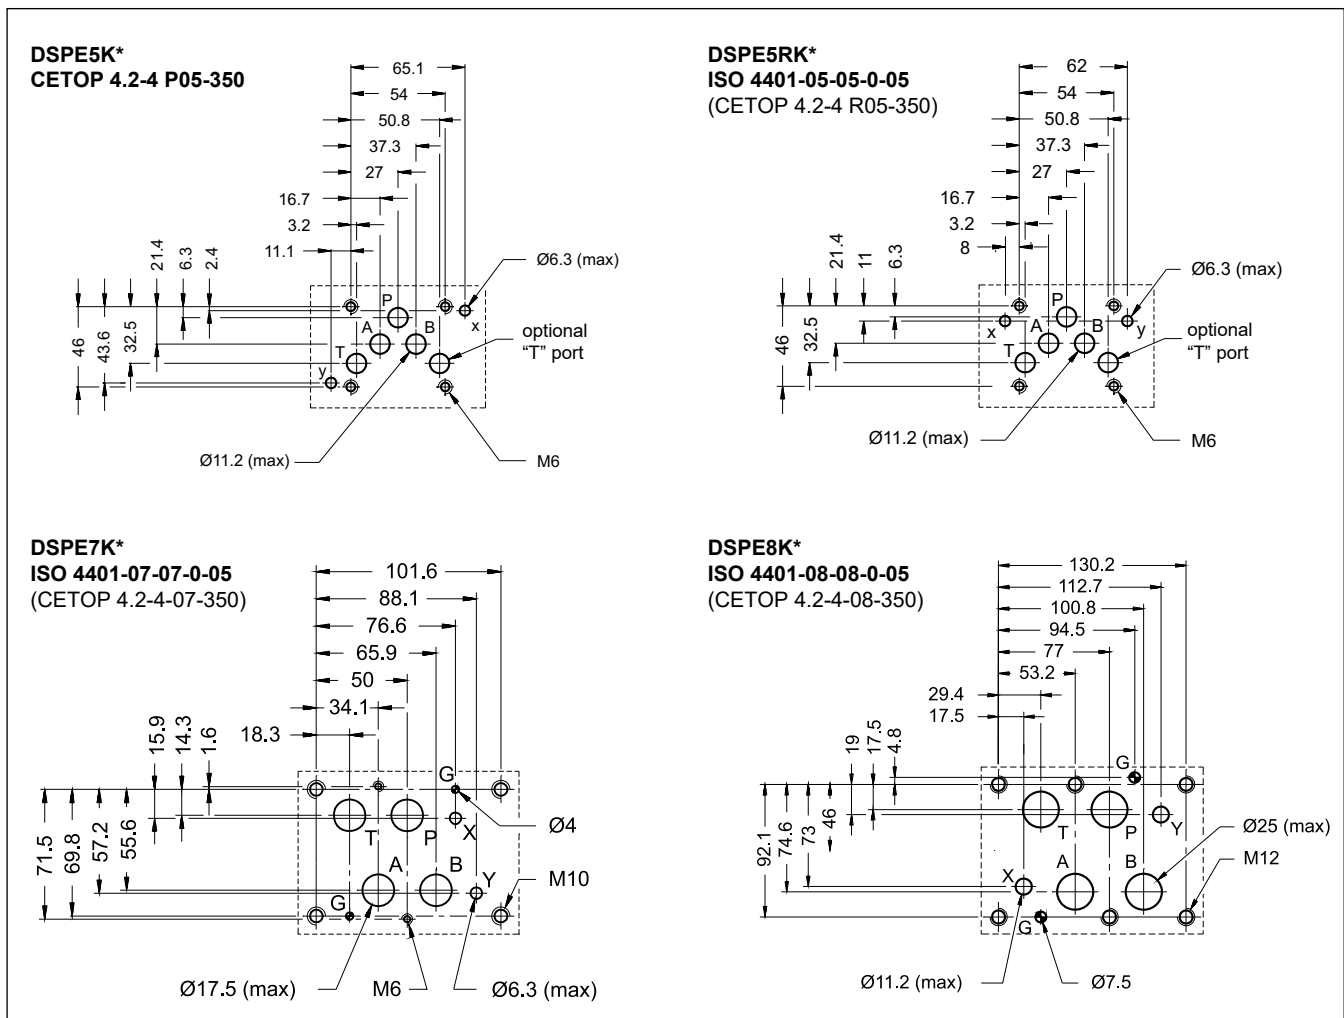 DSPE5K*
CETOP 4.2-4 P05-350
65.1
54
50.8
37.3
27
16.7
3.2
11.1
21.4
6.3
2.4
46
43.6
32.5
P
A
B
T
x
y
Ø6.3 (max)
optional
“T” port
Ø11.2 (max)
M6
DSPE5RK*
ISO 4401-05-05-0-05
(CETOP 4.2-4 R05-350)
62
54
50.8
37.3
27
16.7
3.2
8
21.4
11
6.3
46
32.5
P
A
B
T
x
y
Ø6.3 (max)
optional
“T” port
Ø11.2 (max)
M6
DSPE7K*
ISO 4401-07-07-0-05
(CETOP 4.2-4-07-350)
101.6
88.1
76.6
65.9
50
34.1
18.3
15.9
14.3
1.6
71.5
69.8
57.2
55.6
G
T
P
X
A
B
Y
G
Ø4
M10
Ø17.5 (max)
M6
Ø6.3 (max)
DSPE8K*
ISO 4401-08-08-0-05
(CETOP 4.2-4-08-350)
130.2
112.7
100.8
94.5
77
53.2
29.4
17.5
19
17.5
4.8
92.1
74.6
73
46
G
T
P
Y
X
A
B
G
Ø25 (max)
M12
Ø11.2 (max)
Ø7.5